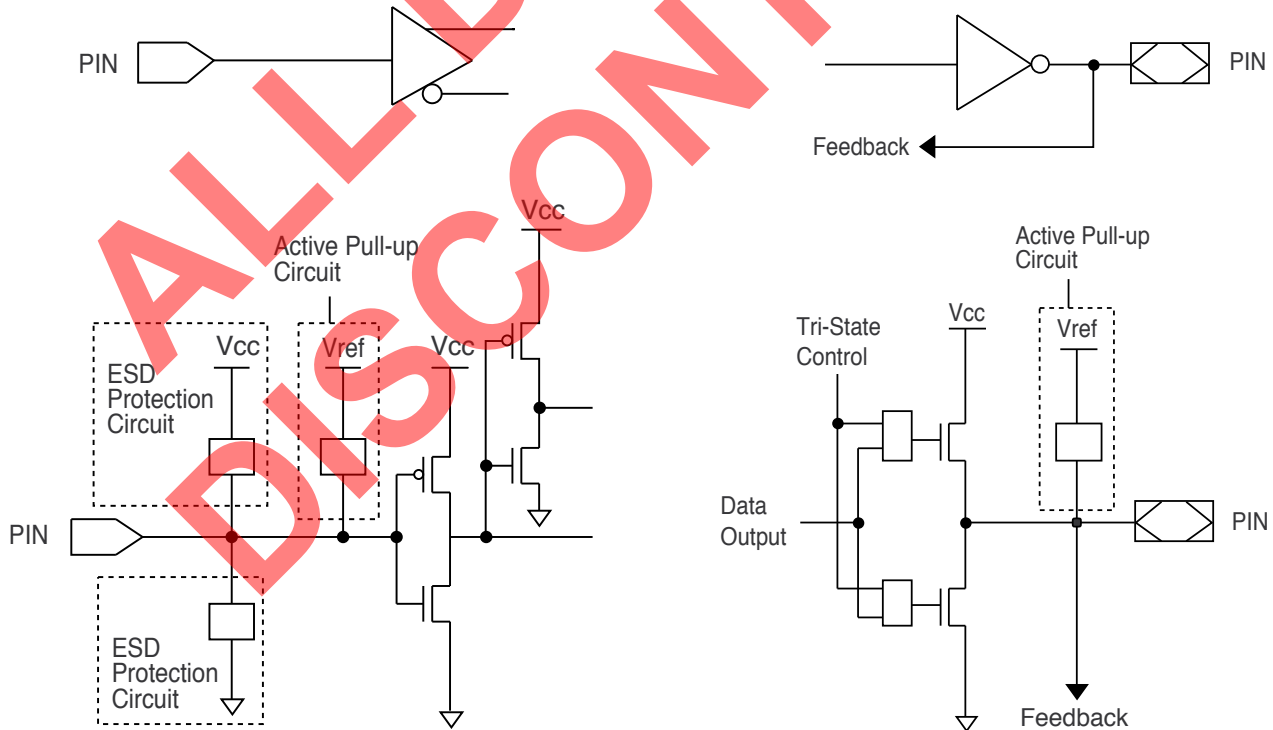 PIN
PIN
Feedback
ALL D
DISCONT
Vcc
Active Pull-up
Circuit
Vcc
Vref
Vcc
ESD
Protection
Circuit
PIN
ESD
Protection
Circuit
Active Pull-up
Circuit
Vcc
Vref
Tri-State
Control
Data
Output
PIN
Feedback